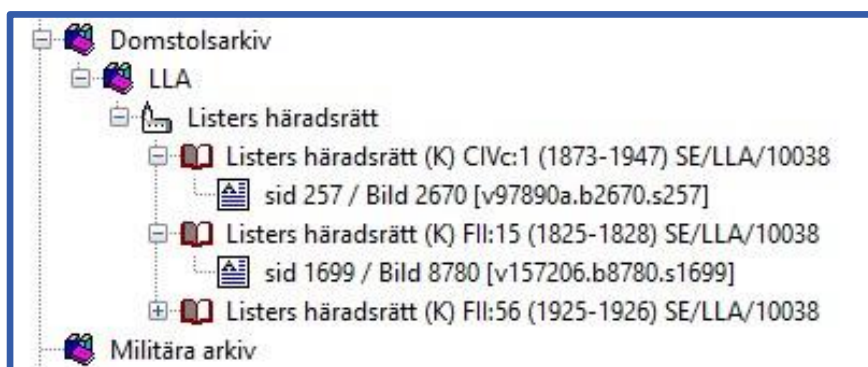 Domstolsarkiv
LLA
Listers häradsrätt
Listers häradsrätt (K) CIVc:1 (1873-1947) SE/LLA/10038
sid 257 / Bild 2670 [v97890a.b2670.s257]
Listers häradsrätt (K) FII:15 (1825-1828) SE/LLA/10038
sid 1699 / Bild 8780 [v157206.b8780.s1699]
Listers häradsrätt (K) FII:56 (1925-1926) SE/LLA/10038
Militära arkiv